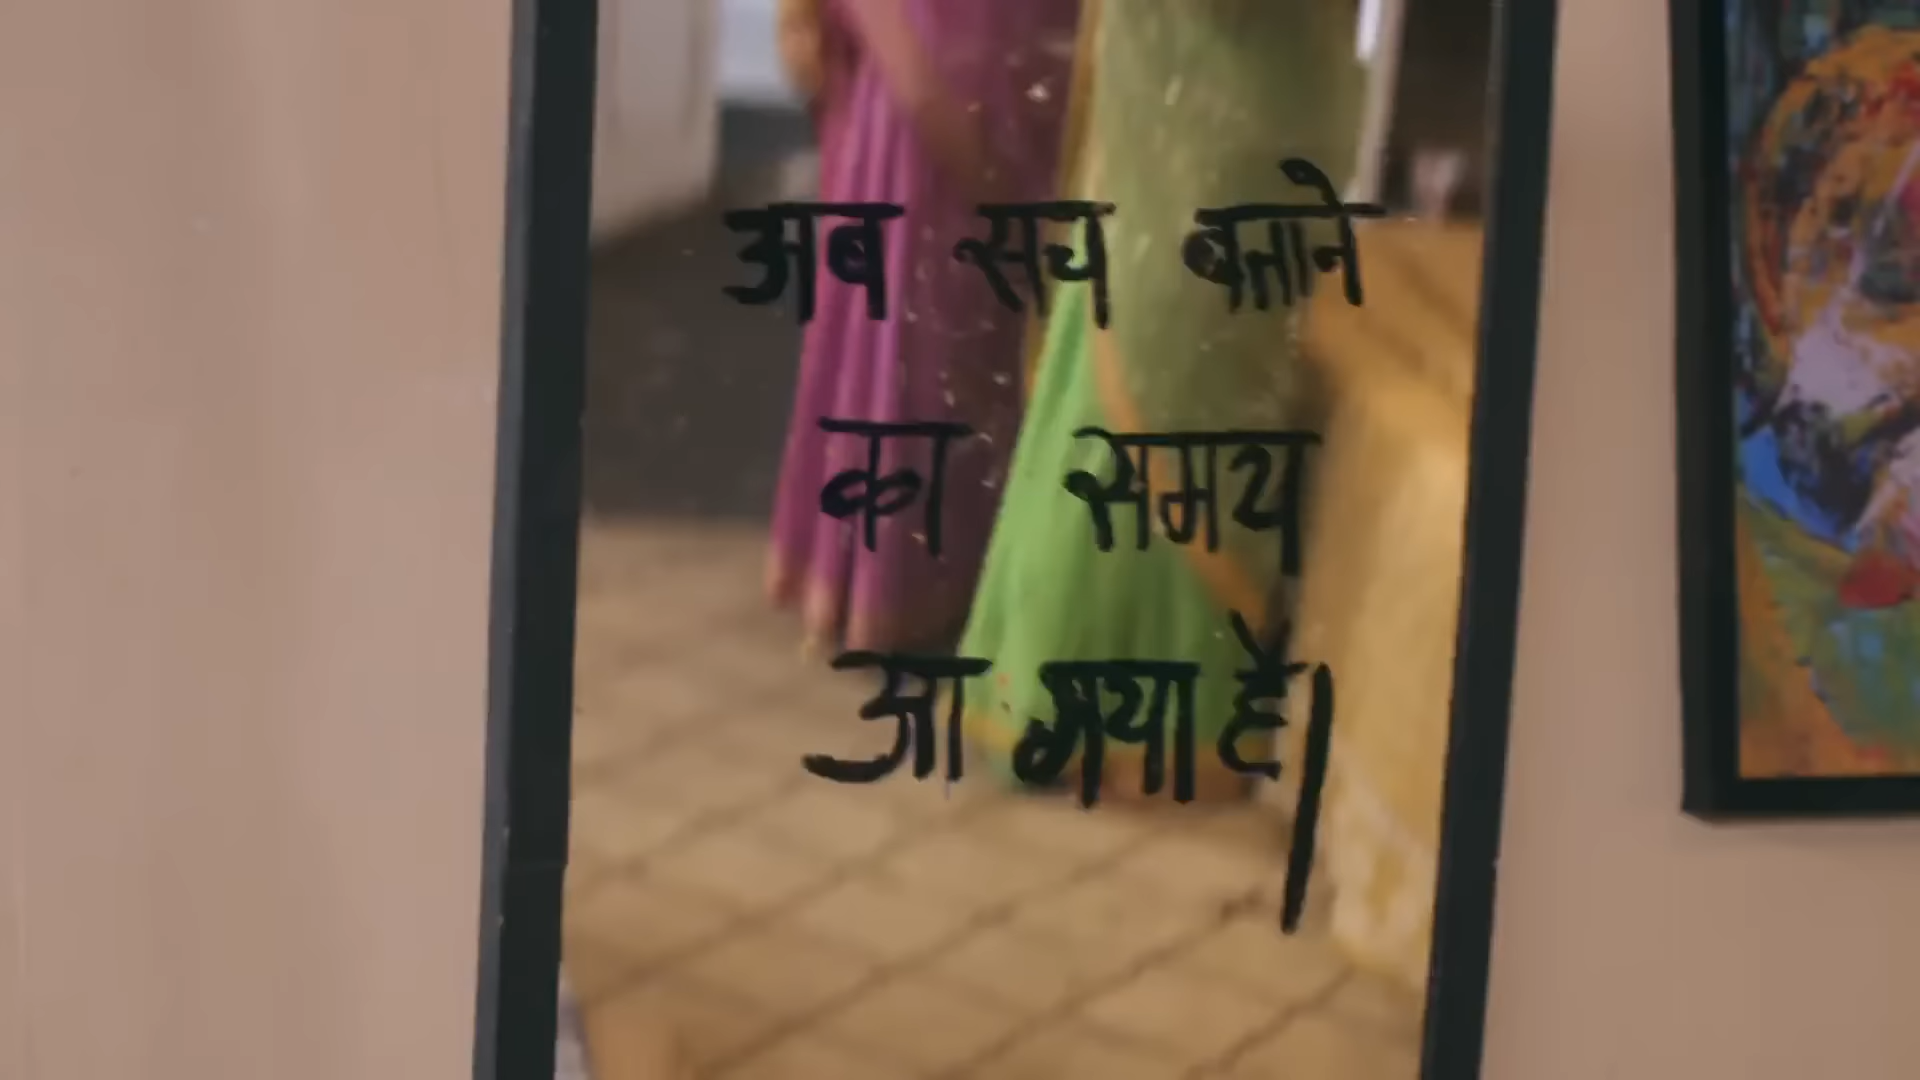 अब सच बताने
का समय
आ गया है।